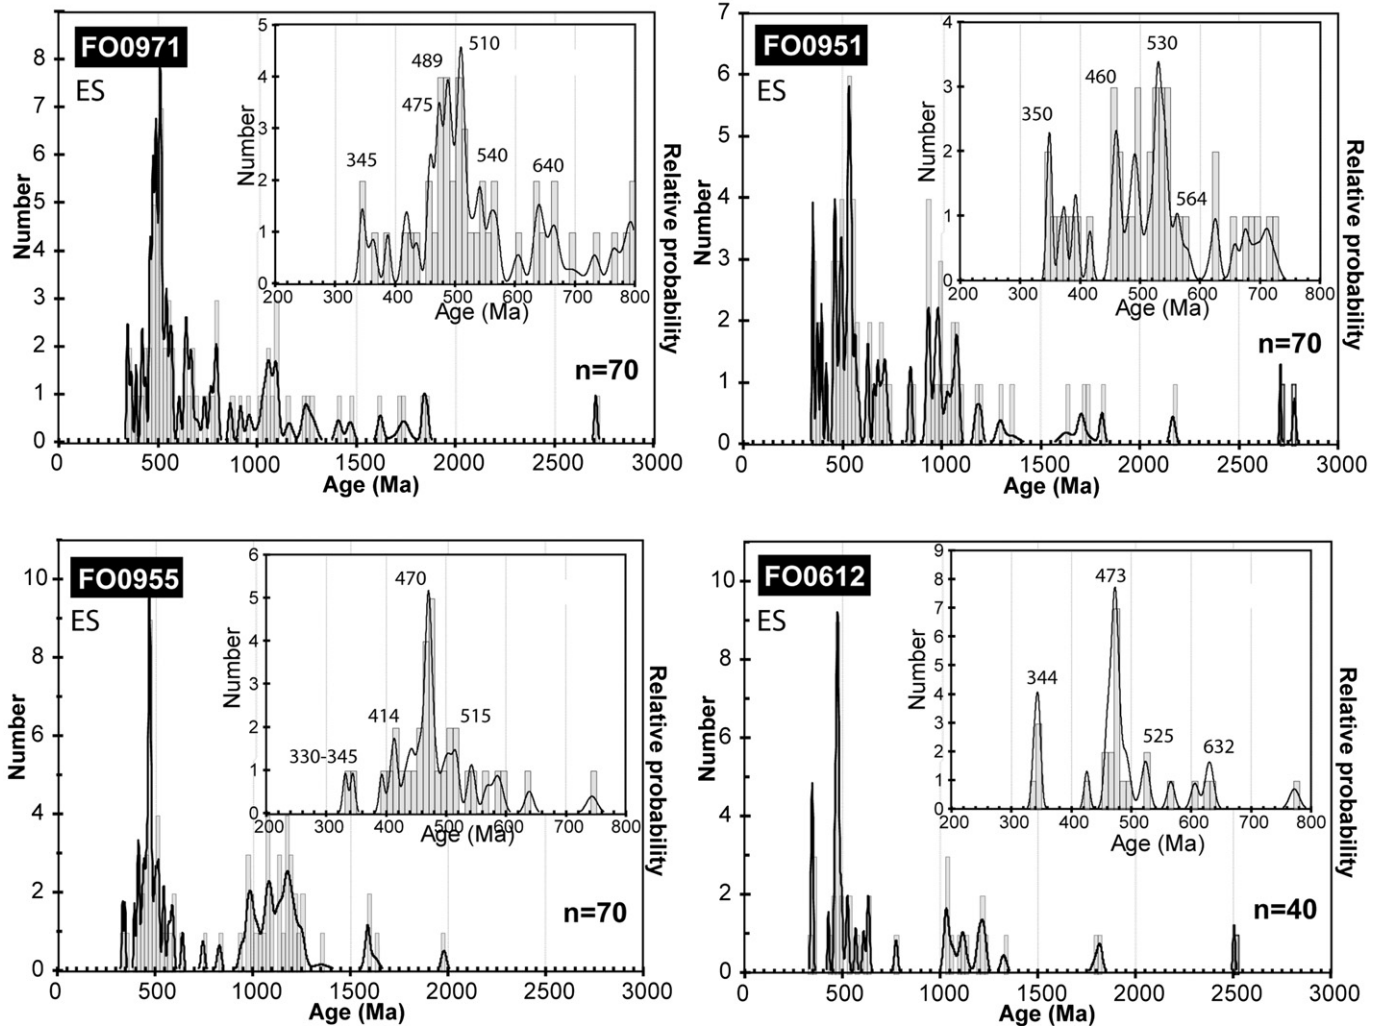 FO0971
ES
Number
Relative probability
Age (Ma)
n=70
8
7
6
5
4
3
2
1
0
0 500 1000 1500 2000 2500 3000
Number
Age (Ma)
5
4
3
2
1
0
200 300 400 500 600 700 800
345
475
489
510
540
640
FO0951
ES
Number
Relative probability
Age (Ma)
n=70
7
6
5
4
3
2
1
0
0 500 1000 1500 2000 2500 3000
Number
Age (Ma)
4
3
2
1
0
200 300 400 500 600 700 800
350
460
530
564
FO0955
ES
Number
Relative probability
Age (Ma)
n=70
10
8
6
4
2
0
0 500 1000 1500 2000 2500 3000
Number
Age (Ma)
6
5
4
3
2
1
0
200 300 400 500 600 700 800
330-345
414
470
515
FO0612
ES
Number
Relative probability
Age (Ma)
n=40
10
8
6
4
2
0
0 500 1000 1500 2000 2500 3000
Number
Age (Ma)
9
8
7
6
5
4
3
2
1
0
200 300 400 500 600 700 800
344
473
525
632